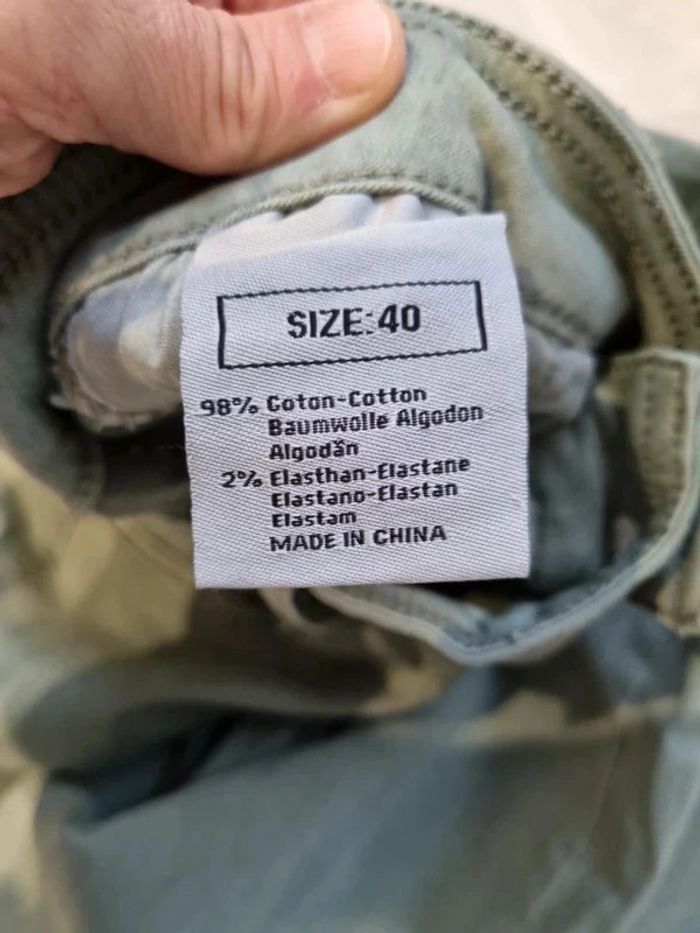 SIZE:40
98% Coton-Cotton
Baumwolle Algodon
Algodăn
2% Elasthan-Elastane
Elastano-Elastan
Elastam
MADE IN CHINA